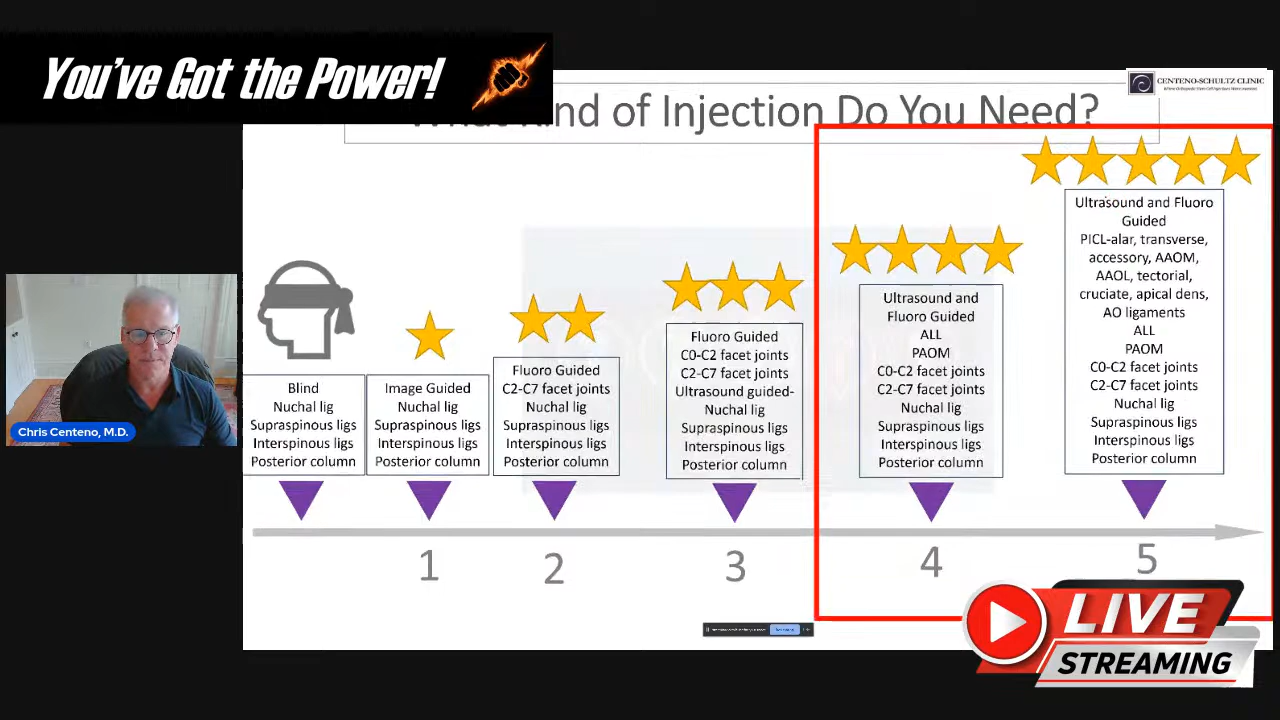 You've Got the Power!
CENTENO-SCHULTZ CLINIC
Kind of Injection Do You Need?
Chris Centeno, M.D.
Blind
Nuchal lig
Supraspinous ligs
Interspinous ligs
Posterior column
Image Guided
Nuchal lig
Supraspinous ligs
Interspinous ligs
Posterior column
Fluoro Guided
C2-C7 facet joints
Nuchal lig
Supraspinous ligs
Interspinous ligs
Posterior column
Fluoro Guided
C0-C2 facet joints
C2-C7 facet joints
Ultrasound guided-
Nuchal lig
Supraspinous ligs
Interspinous ligs
Posterior column
Ultrasound and
Fluoro Guided
ALL
PAOM
C0-C2 facet joints
C2-C7 facet joints
Nuchal lig
Supraspinous ligs
Interspinous ligs
Posterior column
Ultrasound and Fluoro
Guided
PICL-alar, transverse,
accessory, AAOM,
AAOL, tectorial,
cruciate, apical dens,
AO ligaments
ALL
PAOM
C0-C2 facet joints
C2-C7 facet joints
Nuchal lig
Supraspinous ligs
Interspinous ligs
Posterior column
1
2
3
4
5
LIVE
STREAMING